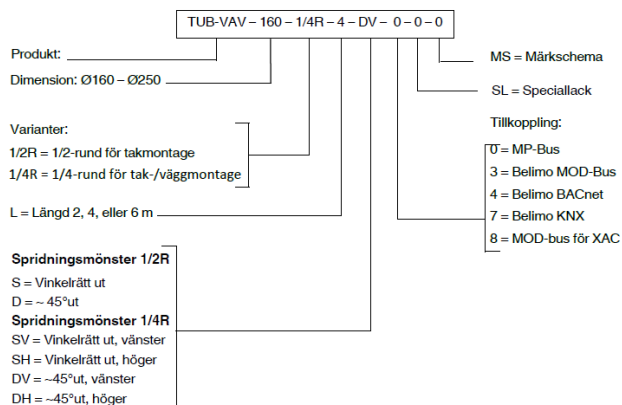 TUB-VAV – 160 – 1/4R – 4 – DV – 0 – 0 – 0
Produkt:
Dimension: Ø160 – Ø250
Varianter:
1/2R = 1/2-rund för takmontage
1/4R = 1/4-rund för tak-/väggmontage
L = Längd 2, 4, eller 6 m
Spridningsmönster 1/2R
S = Vinkelrätt ut
D = ~ 45°ut
Spridningsmönster 1/4R
SV = Vinkelrätt ut, vänster
SH = Vinkelrätt ut, höger
DV = ~45°ut, vänster
DH = ~45°ut, höger
MS = Märkschema
SL = Speciallack
Tillkoppling:
0 = MP-Bus
3 = Belimo MOD-Bus
4 = Belimo BACnet
7 = Belimo KNX
8 = MOD-bus för XAC